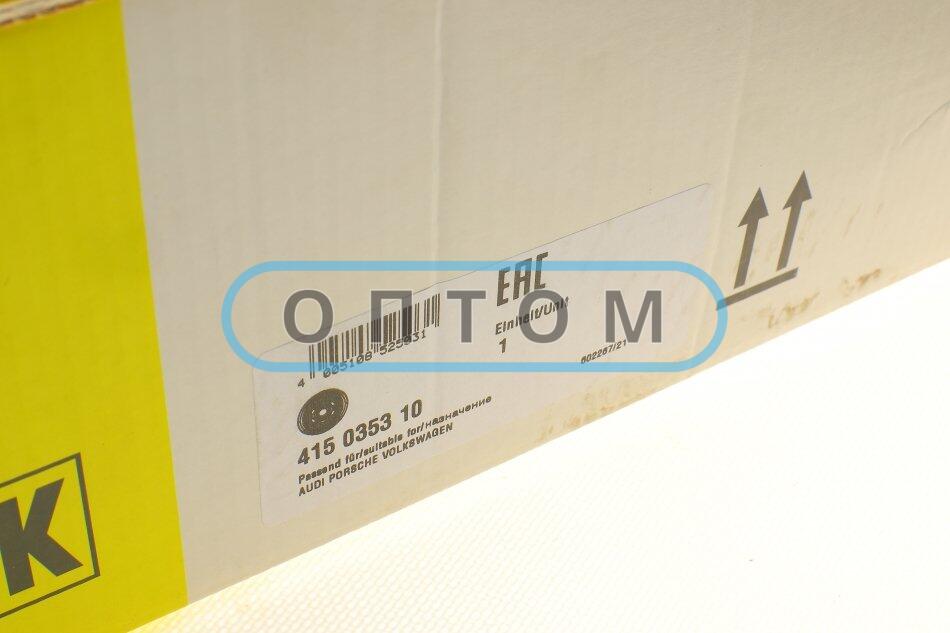 EAC
Einheit/Unit
1
4 005108 525031
602267/21
415 0353 10
Passend für/suitable for/назначение
AUDI PORSCHE VOLKSWAGEN
K
ОПТОМ